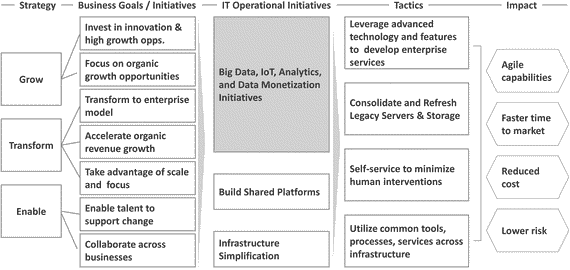 Strategy
Business Goals / Initiatives
IT Operational Initiatives
Tactics
Impact
Grow
Transform
Enable
Invest in innovation &
high growth opps.
Focus on organic
growth opportunities
Transform to enterprise
model
Accelerate organic
revenue growth
Take advantage of scale
and focus
Enable talent to
support change
Collaborate across
businesses
Big Data, IoT, Analytics,
and Data Monetization
Initiatives
Build Shared Platforms
Infrastructure
Simplification
Leverage advanced
technology and features
to develop enterprise
services
Consolidate and Refresh
Legacy Servers & Storage
Self-service to minimize
human interventions
Utilize common tools,
processes, services across
infrastructure
Agile
capabilities
Faster time
to market
Reduced
cost
Lower risk